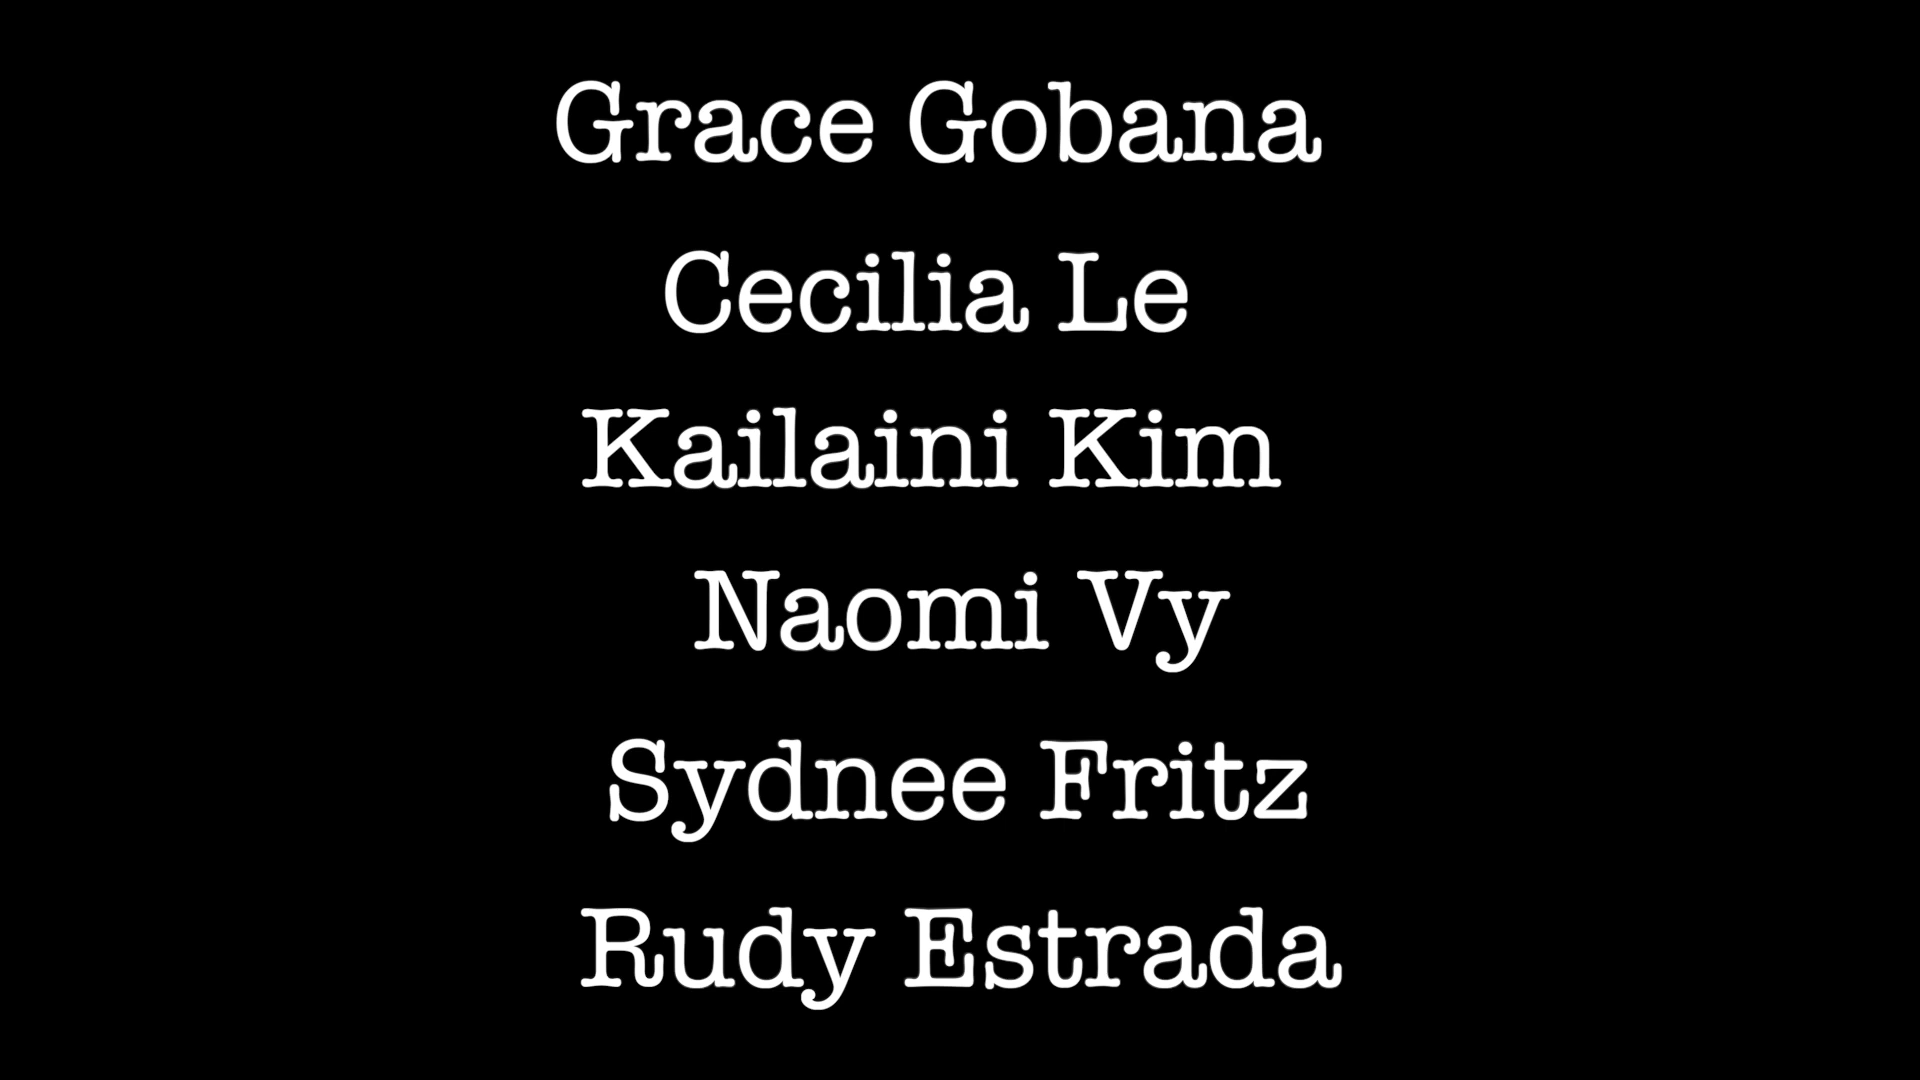 Grace Gobana
Cecilia Le
Kailaini Kim
Naomi Vy
Sydnee Fritz
Rudy Estrada